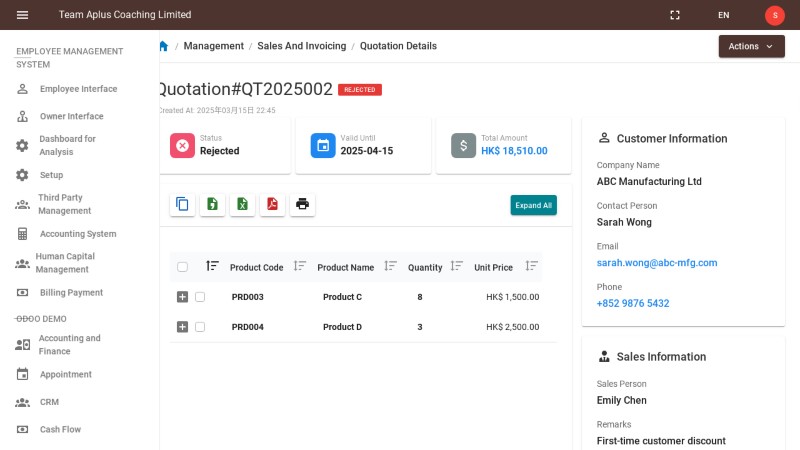 Team Aplus Coaching Limited
EN
S
EMPLOYEE MANAGEMENT
SYSTEM
Employee Interface
Owner Interface
Dashboard for
Analysis
Setup
Third Party
Management
Accounting System
Human Capital
Management
Billing Payment
ODOO DEMO
Accounting and
Finance
Appointment
CRM
Cash Flow
/ Management / Sales And Invoicing / Quotation Details
Actions
Quotation#QT2025002
REJECTED
Created At: 2025年03月15日 22:45
Status
Rejected
Valid Until
2025-04-15
Total Amount
HK$ 18,510.00
Expand All
Product Code Product Name Quantity Unit Price
PRD003 Product C 8 HK$ 1,500.00
PRD004 Product D 3 HK$ 2,500.00
Customer Information
Company Name
ABC Manufacturing Ltd
Contact Person
Sarah Wong
Email
sarah.wong@abc-mfg.com
Phone
+852 9876 5432
Sales Information
Sales Person
Emily Chen
Remarks
First-time customer discount